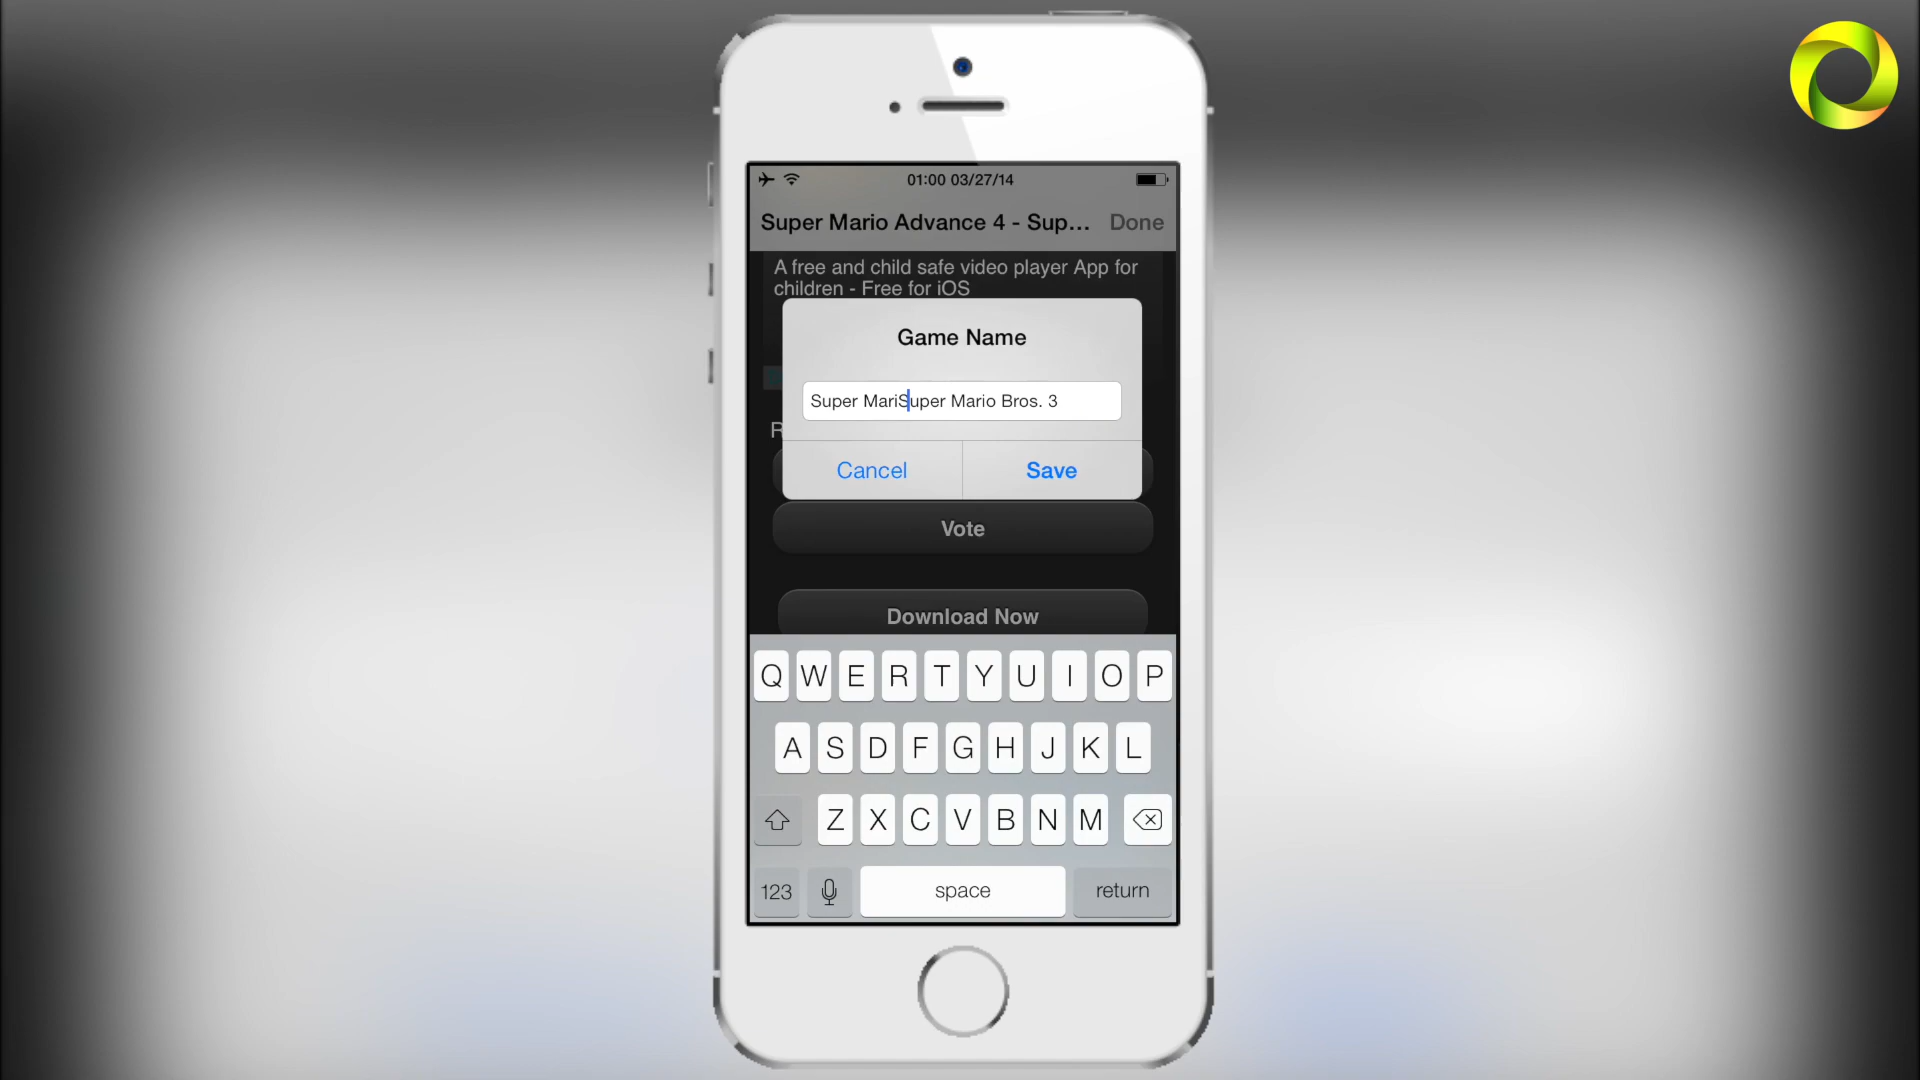 01:00 03/27/14
Super Mario Advance 4 - Sup... Done
A free and child safe video player App for
children - Free for iOS
Game Name
Super MariSuper Mario Bros. 3
R
Cancel Save
Vote
Download Now
Q W E R T Y U I O P
A S D F G H J K L
Z X C V B N M
123 space return